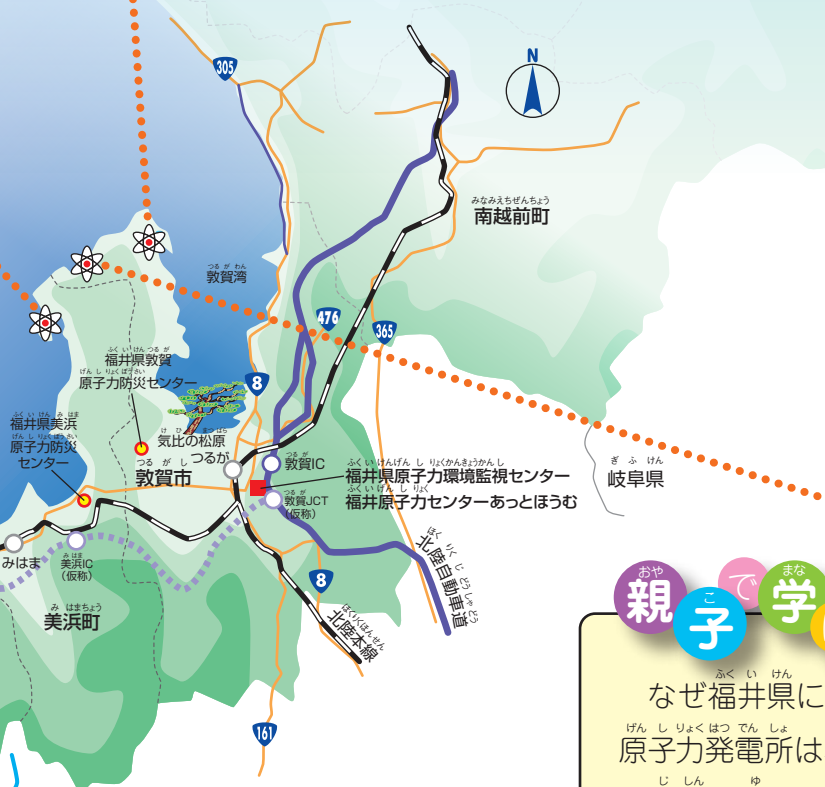 305
N
みなみえちぜんちょう
南越前町
つるがわん
敦賀湾
476
365
ふくいけんつるが
福井県敦賀
げんしりょくぼうさい
原子力防災センター
8
ふくいけんみはま
福井県美浜
げんしりょくぼうさい
原子力防災
センター
けひのまつばら
気比の松原
つるが
つるがし
敦賀市
つるが
敦賀IC
ふくいけんげんしりょくかんきょうかんし
福井県原子力環境監視センター
ふくいげんしりょく
福井原子力センターあっとほうむ
ぎふけん
岐阜県
つるが
敦賀JCT
(仮称)
みはま
みはま
美浜IC
(仮称)
みはまちょう
美浜町
ほくりくじどうしゃどう
北陸自動車道
8
ほくりくほんせん
北陸本線
161
おや こ まな
親子で学
ふくいけん
なぜ福井県に
げんしりょくはつでんしょ
原子力発電所は
じしん ゆ